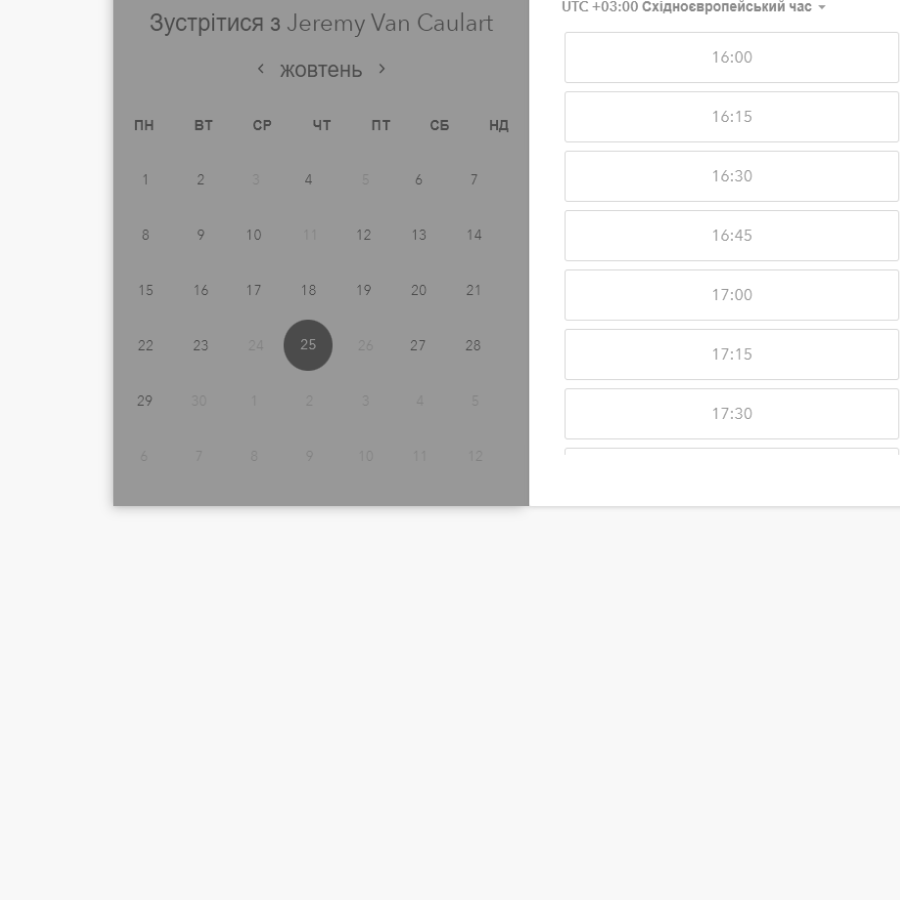 Зустрітися з Jeremy Van Caulart
жовтень
ПН ВТ СР ЧТ ПТ СБ НД
1 2 3 4 5 6 7
8 9 10 11 12 13 14
15 16 17 18 19 20 21
22 23 24 25 26 27 28
29 30 1 2 3 4 5
6 7 8 9 10 11 12
UTC +03:00 Східноєвропейський час
16:00
16:15
16:30
16:45
17:00
17:15
17:30